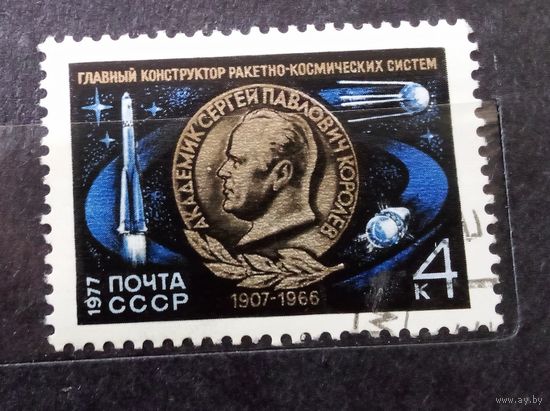 ГЛАВНЫЙ КОНСТРУКТОР РАКЕТНО-КОСМИЧЕСКИХ СИСТЕМ
АКАДЕМИК СЕРГЕЙ ПАВЛОВИЧ КОРОЛЕВ
1977 ПОЧТА
СССР
1907-1966
4 К
www.ay.by